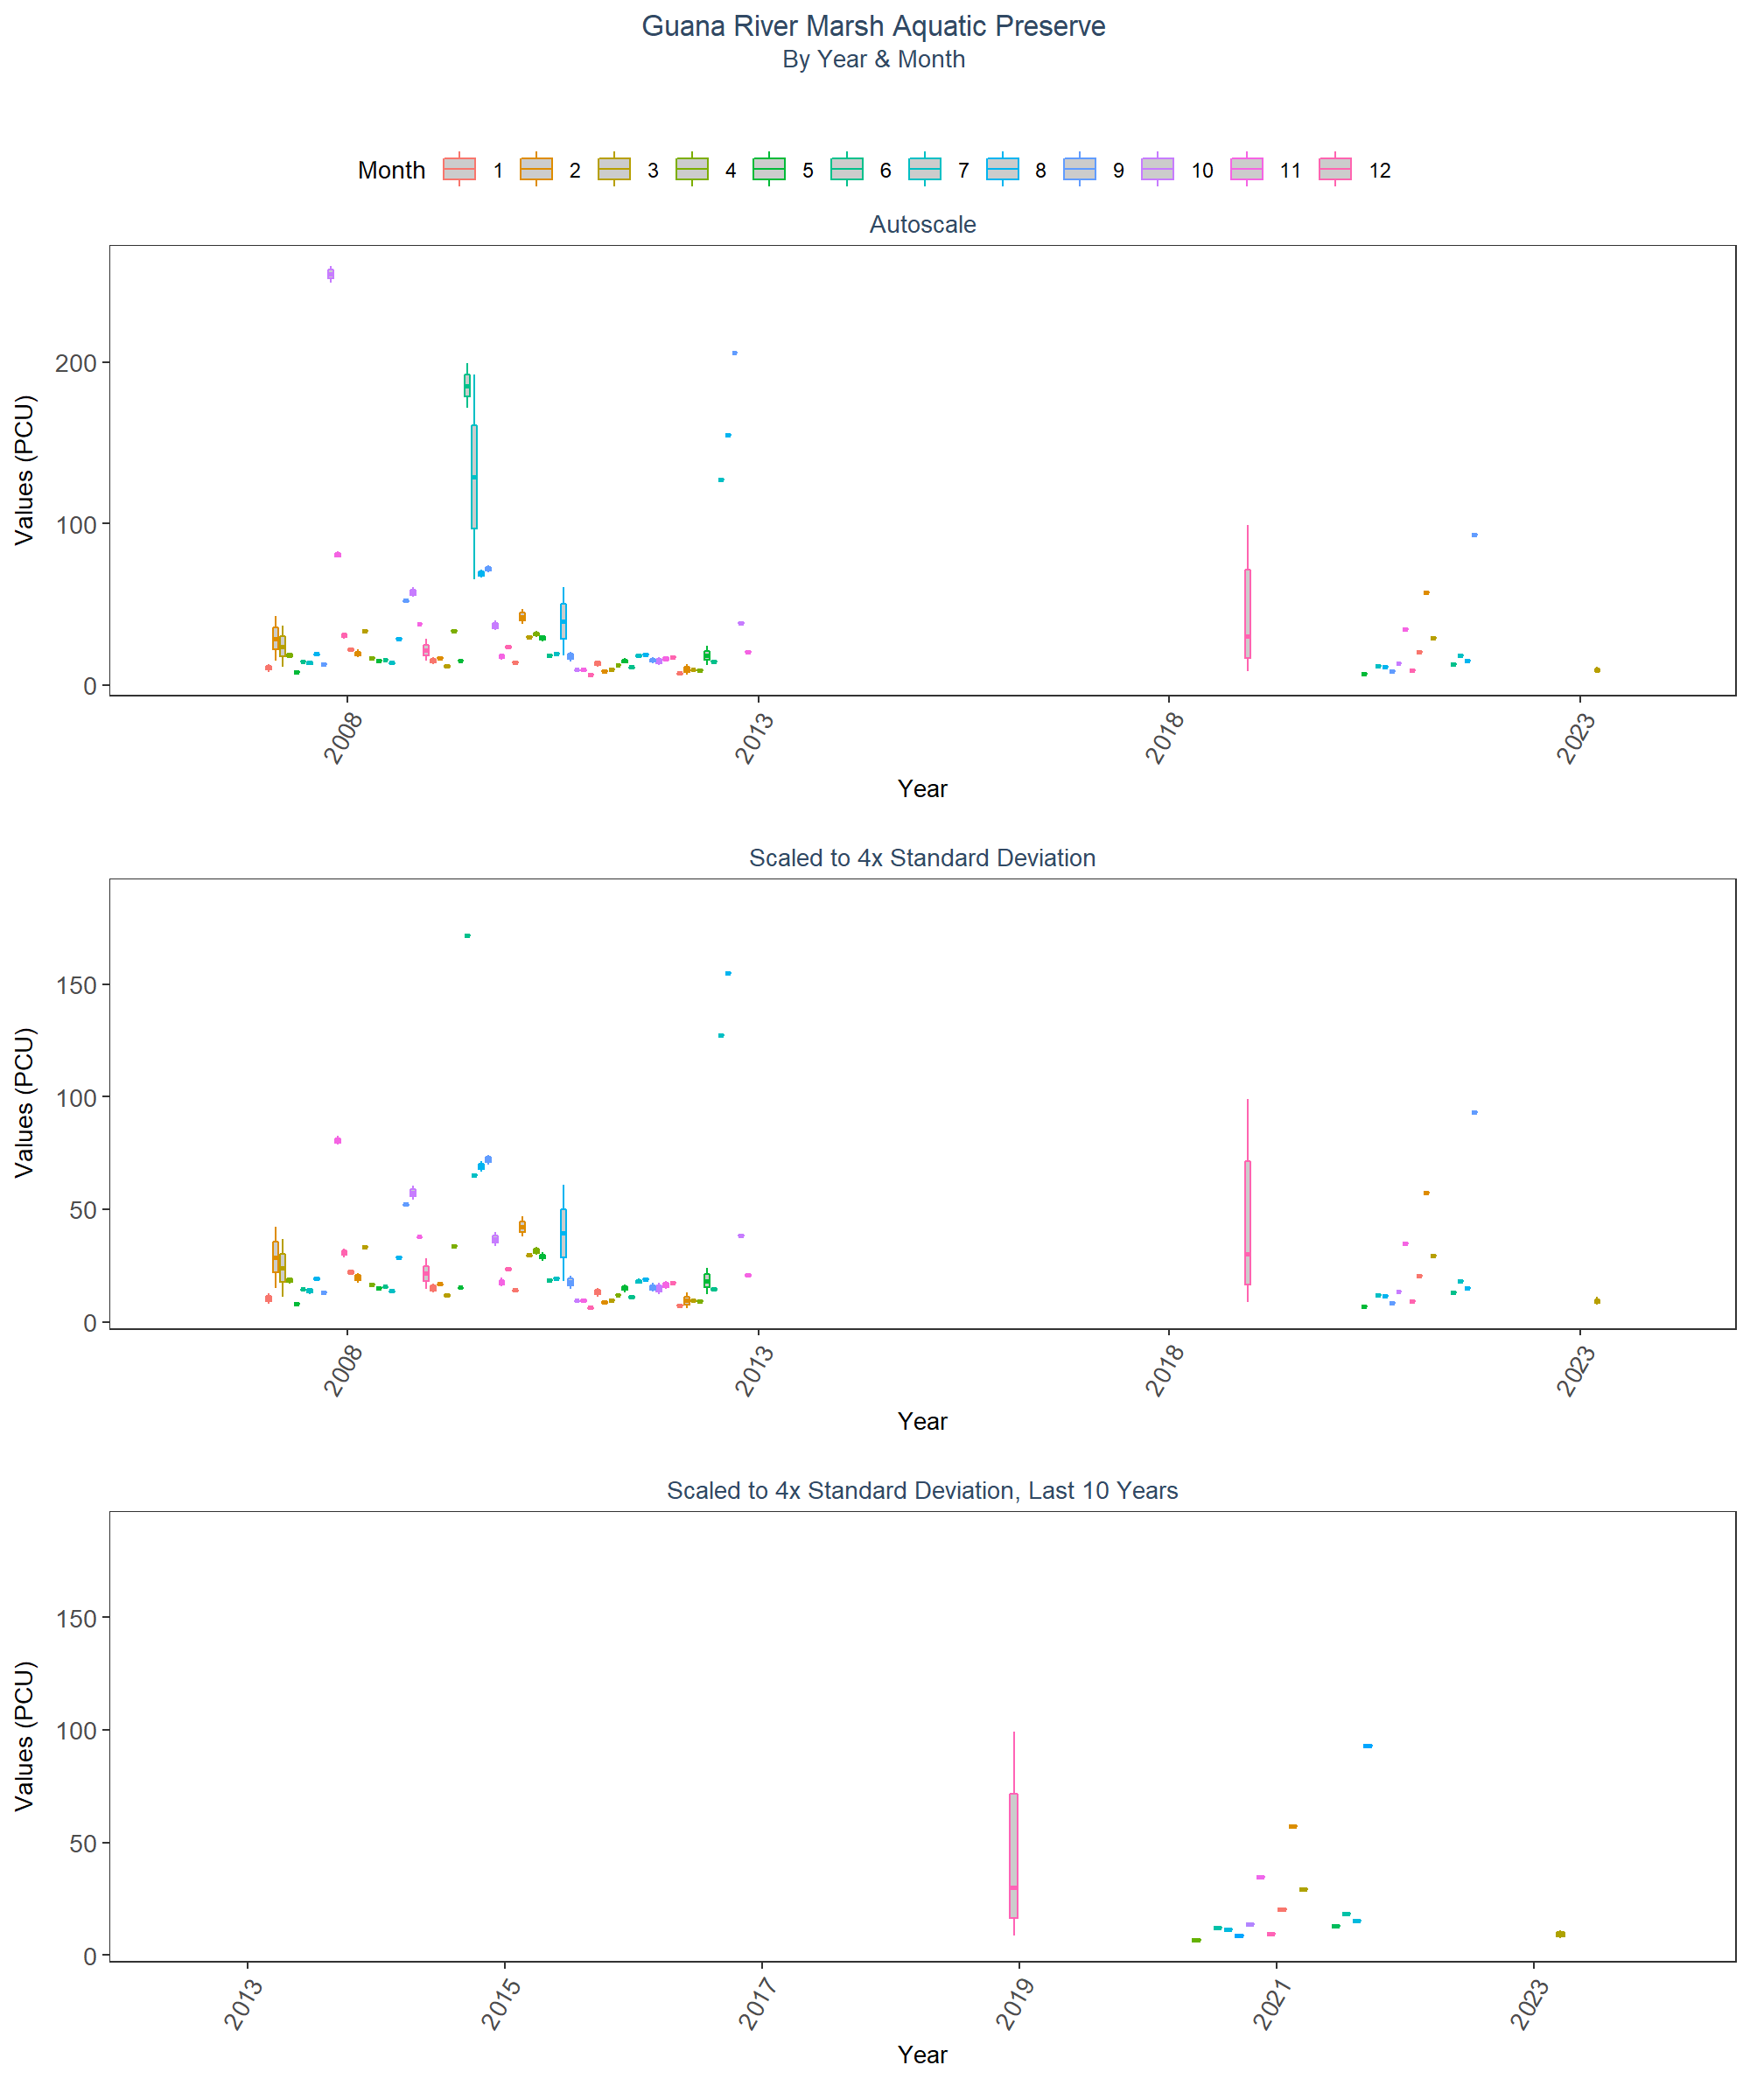 Guana River Marsh Aquatic Preserve
By Year & Month
Month 1 2 3 4 5 6 7 8 9 10 11 12
Autoscale
Values (PCU)
200
100
0
2008 2013 2018 2023
Year
Scaled to 4x Standard Deviation
Values (PCU)
150
100
50
0
2008 2013 2018 2023
Year
Scaled to 4x Standard Deviation, Last 10 Years
Values (PCU)
150
100
50
0
2013 2015 2017 2019 2021 2023
Year